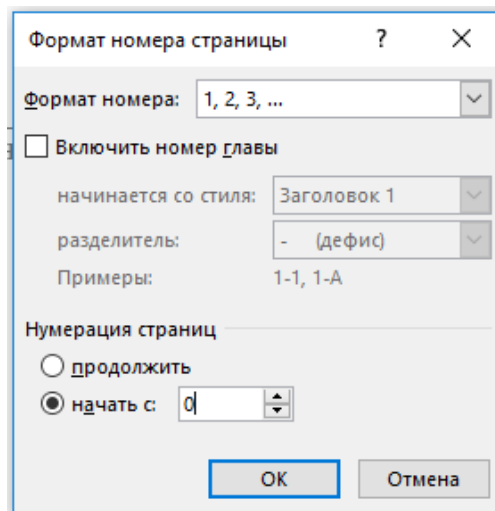 Формат номера страницы ? ×
Формат номера: 1, 2, 3, ...
Включить номер главы
начинается со стиля: Заголовок 1
разделитель: - (дефис)
Примеры: 1-1, 1-A
Нумерация страниц
продолжить
начать с: 0
ОК Отмена